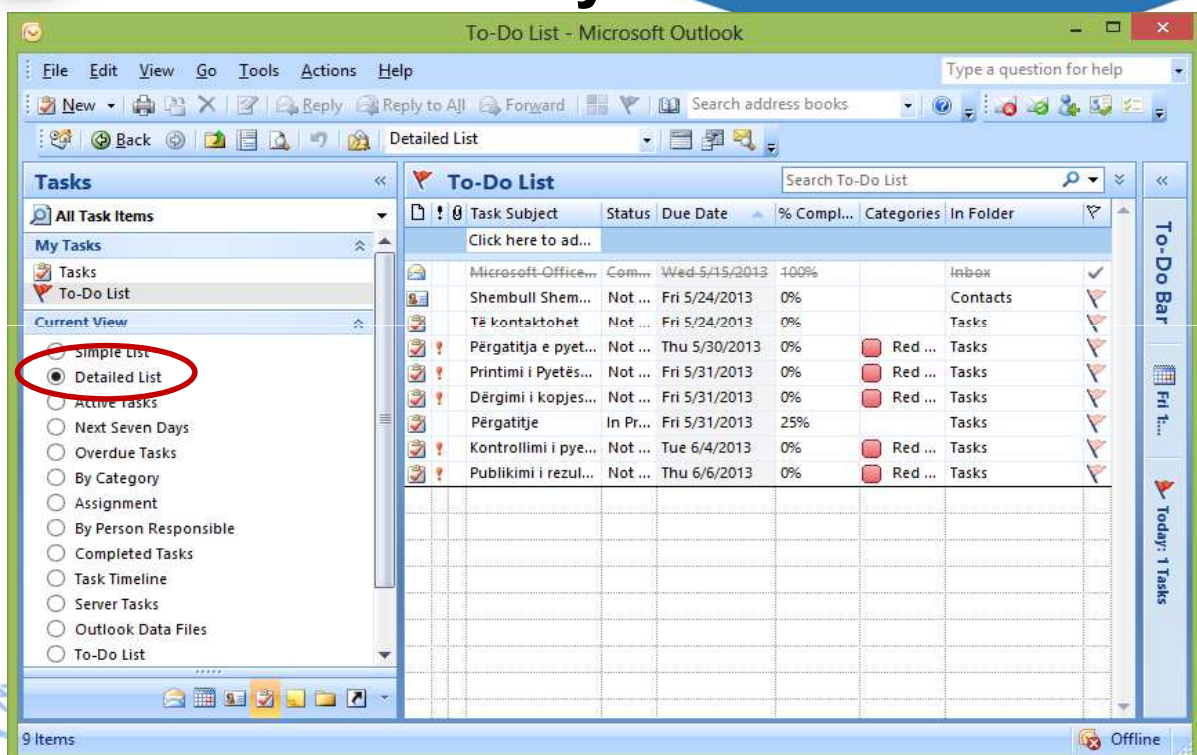 To-Do List - Microsoft Outlook
File Edit View Go Tools Actions Help
Type a question for help
New Reply Reply to All Forward Search address books
Back Detailed List
Tasks
All Task Items
My Tasks
Tasks
To-Do List
Current View
Simple List
Detailed List
Active Tasks
Next Seven Days
Overdue Tasks
By Category
Assignment
By Person Responsible
Completed Tasks
Task Timeline
Server Tasks
Outlook Data Files
To-Do List
To-Do List
Search To-Do List
Task Subject Status Due Date % Compl... Categories In Folder
Click here to ad...
Microsoft Office... Com... Wed 5/15/2013 100% Inbox
Shembull Shem... Not ... Fri 5/24/2013 0% Contacts
Të kontaktohet Not ... Fri 5/24/2013 0% Tasks
Përgatitja e pyet... Not ... Thu 5/30/2013 0% Red ... Tasks
Printimi i Pyetës... Not ... Fri 5/31/2013 0% Red ... Tasks
Dërgimi i kopjes... Not ... Fri 5/31/2013 0% Red ... Tasks
Përgatitje In Pr... Fri 5/31/2013 25% Tasks
Kontrollimi i pye... Not ... Tue 6/4/2013 0% Red ... Tasks
Publikimi i rezul... Not ... Thu 6/6/2013 0% Red ... Tasks
To-Do Bar
Fri 1:...
Today: 1 Tasks
9 Items
Offline